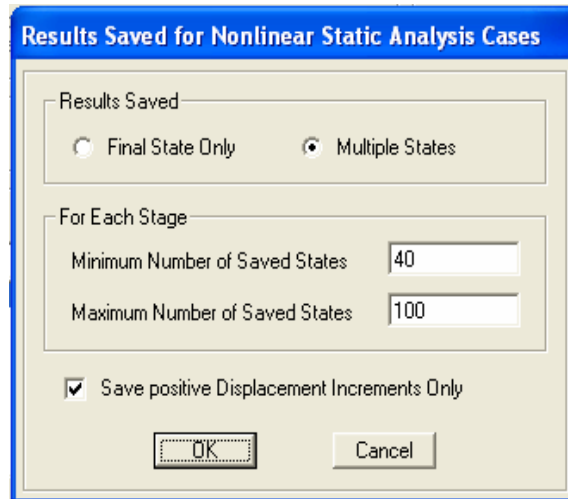 Results Saved for Nonlinear Static Analysis Cases
Results Saved
Final State Only Multiple States
For Each Stage
Minimum Number of Saved States 40
Maximum Number of Saved States 100
Save positive Displacement Increments Only
OK Cancel